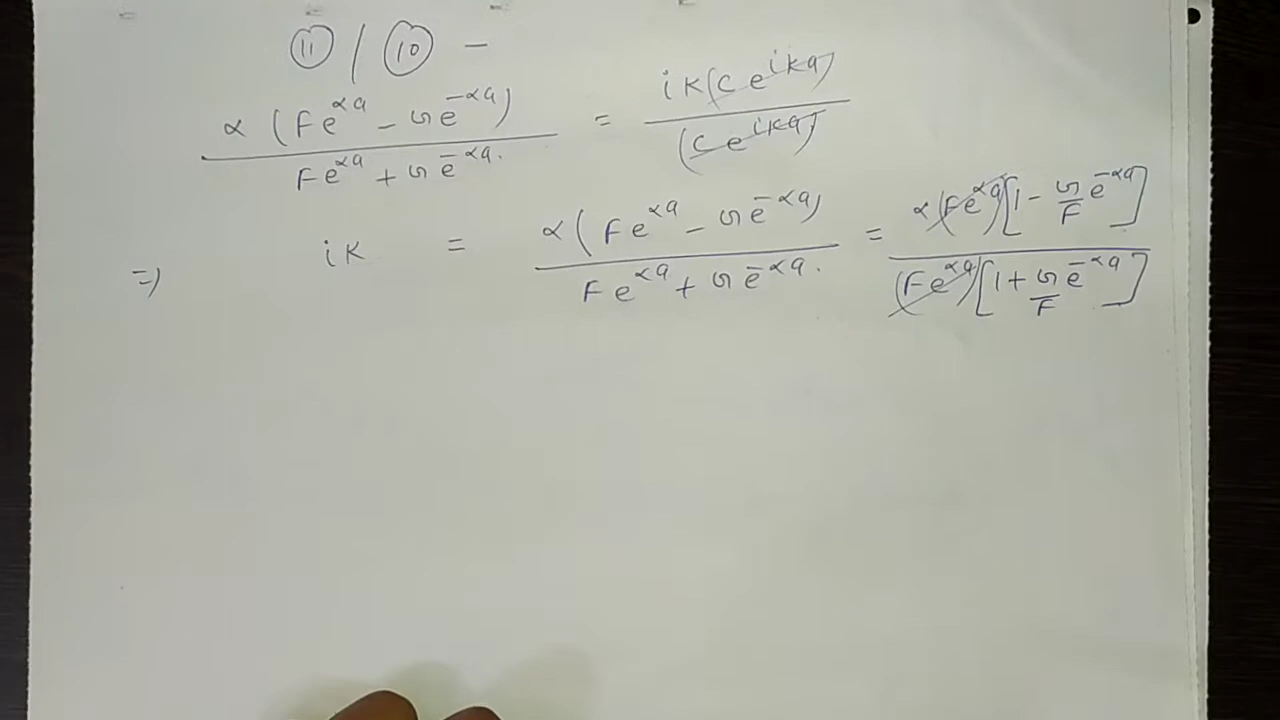 ⑪ / ⑩ -
α (Fe^{αa} - Ge^{-αa}) / Fe^{αa} + Ge^{-αa}. = ik(Ce^{ika}) / (Ce^{ika})
=> ik = α(Fe^{αa} - Ge^{-αa}) / Fe^{αa} + Ge^{-αa}. = α(Fe^{αa})[1 - G/F e^{-αa}] / (Fe^{αa})[1 + G/F e^{-αa}]